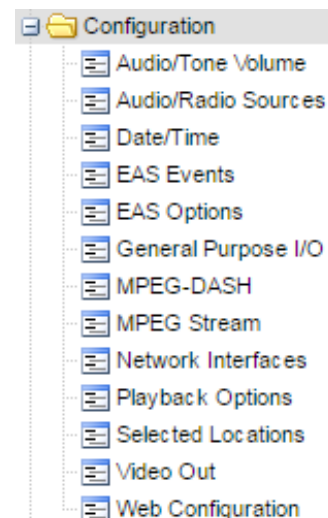 Configuration
Audio/Tone Volume
Audio/Radio Sources
Date/Time
EAS Events
EAS Options
General Purpose I/O
MPEG-DASH
MPEG Stream
Network Interfaces
Playback Options
Selected Locations
Video Out
Web Configuration